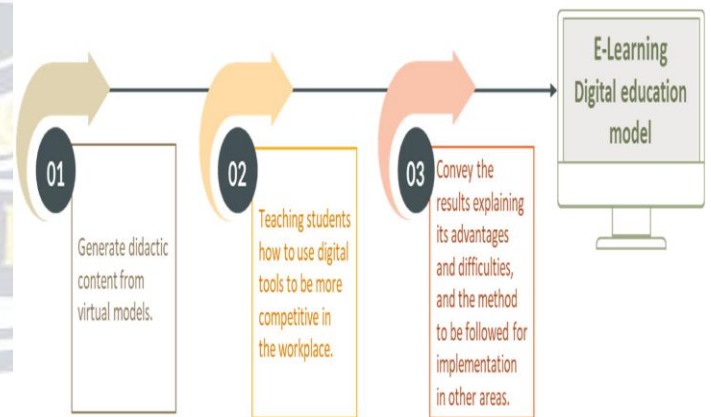 01
Generate didactic
content from
virtual models.
02
Teaching students
how to use digital
tools to be more
competitive in
the workplace.
03
Convey the
results explaining
its advantages
and difficulties,
and the method
to be followed for
implementation
in other areas.
E-Learning
Digital education
model